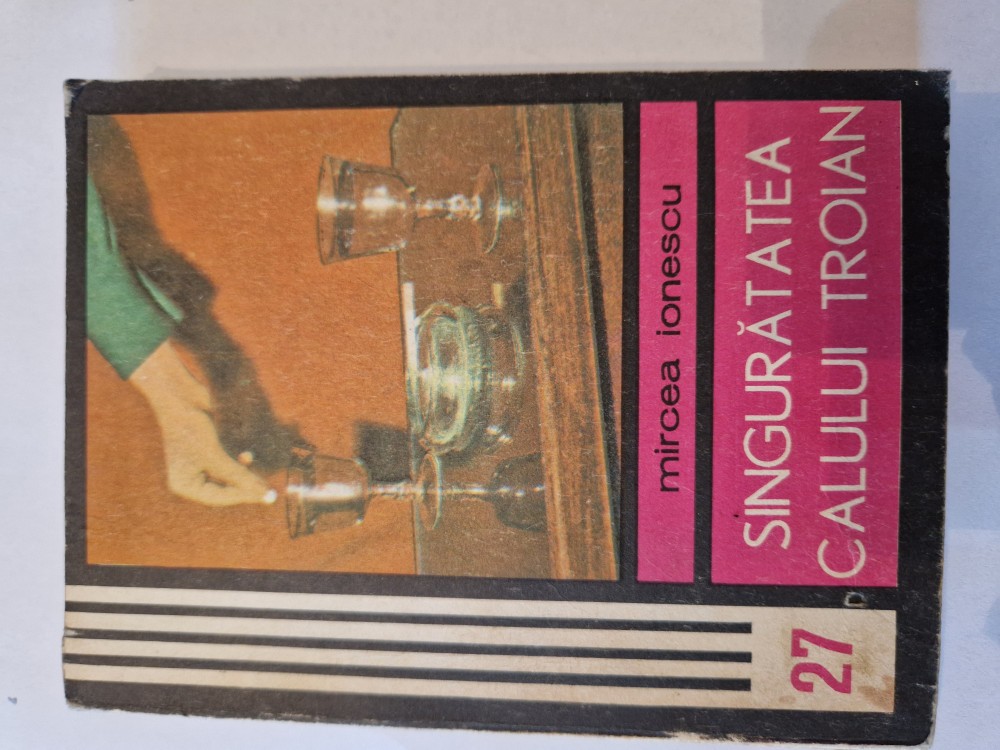 mircea ionescu
SINGURĂTATEA
CALULUI TROIAN
27